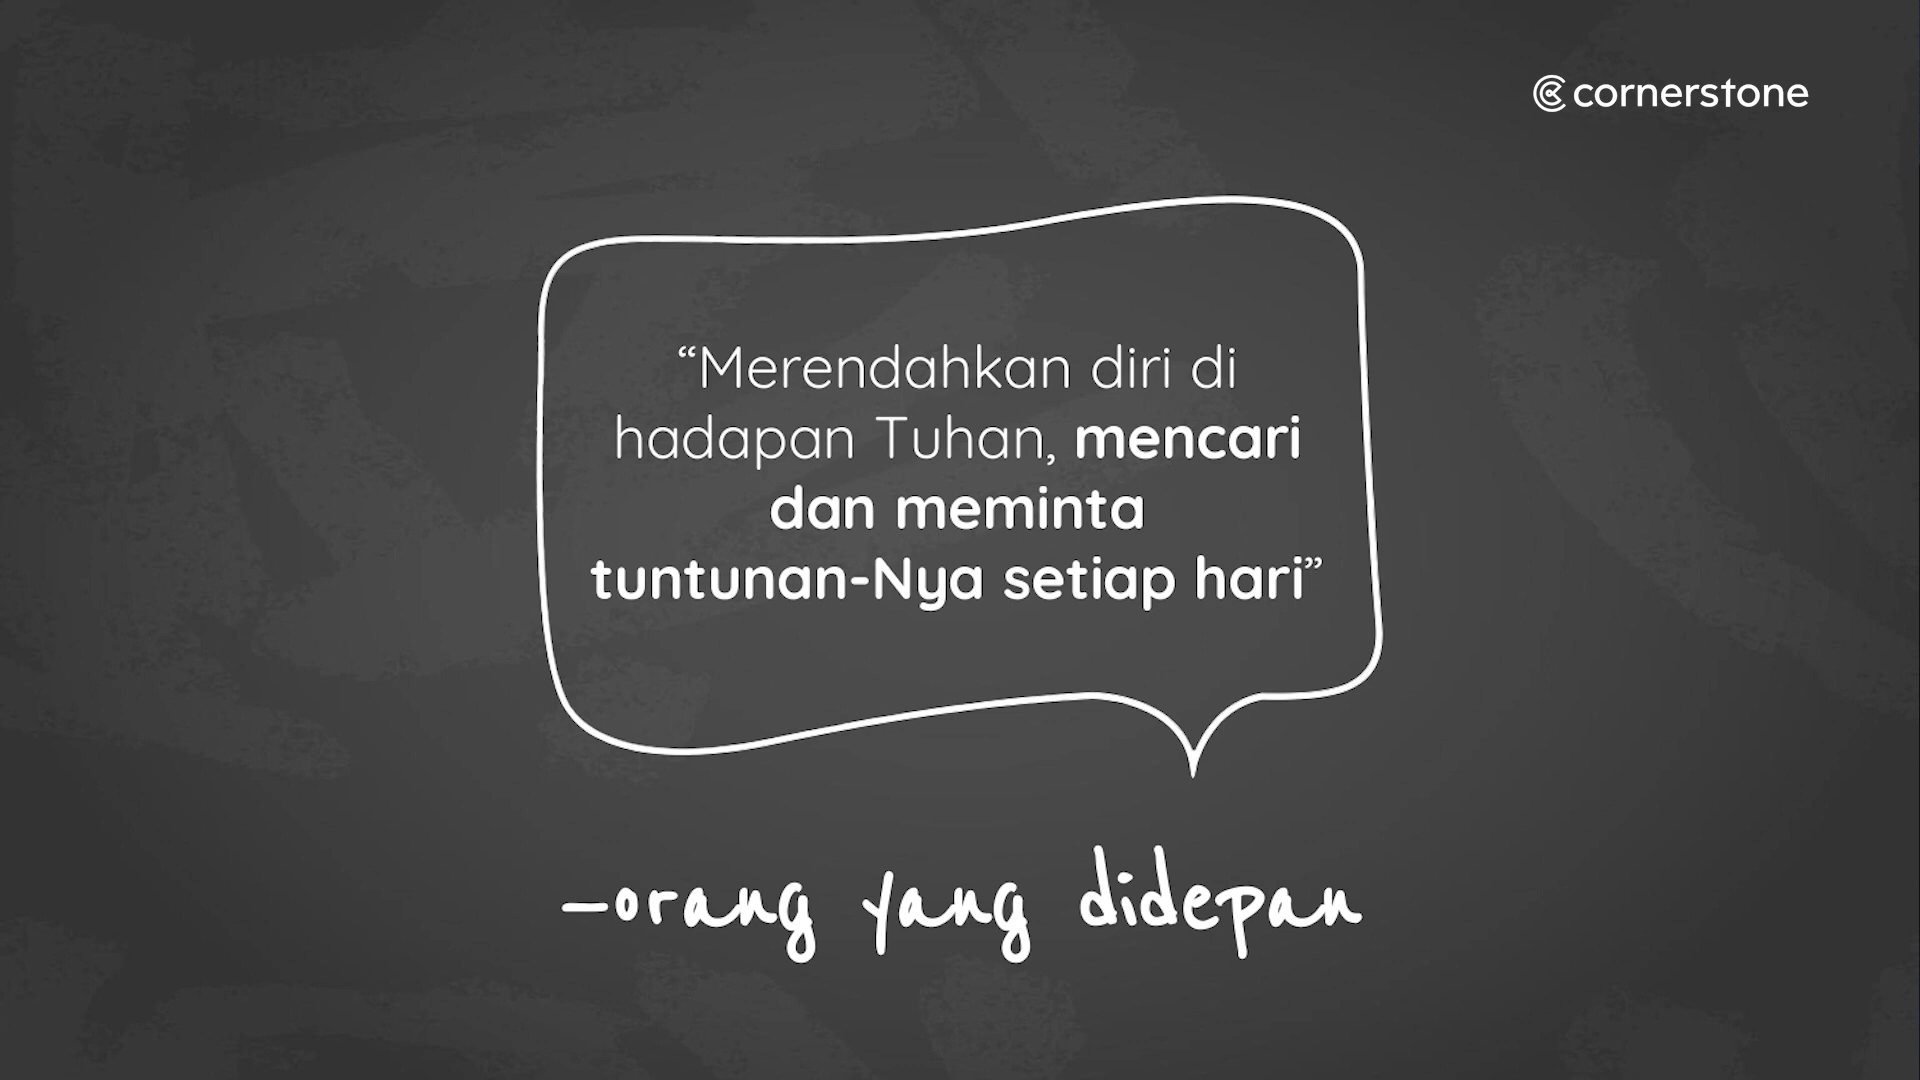 cornerstone
“Merendahkan diri di
hadapan Tuhan, mencari
dan meminta
tuntunan-Nya setiap hari”
–orang yang didepan